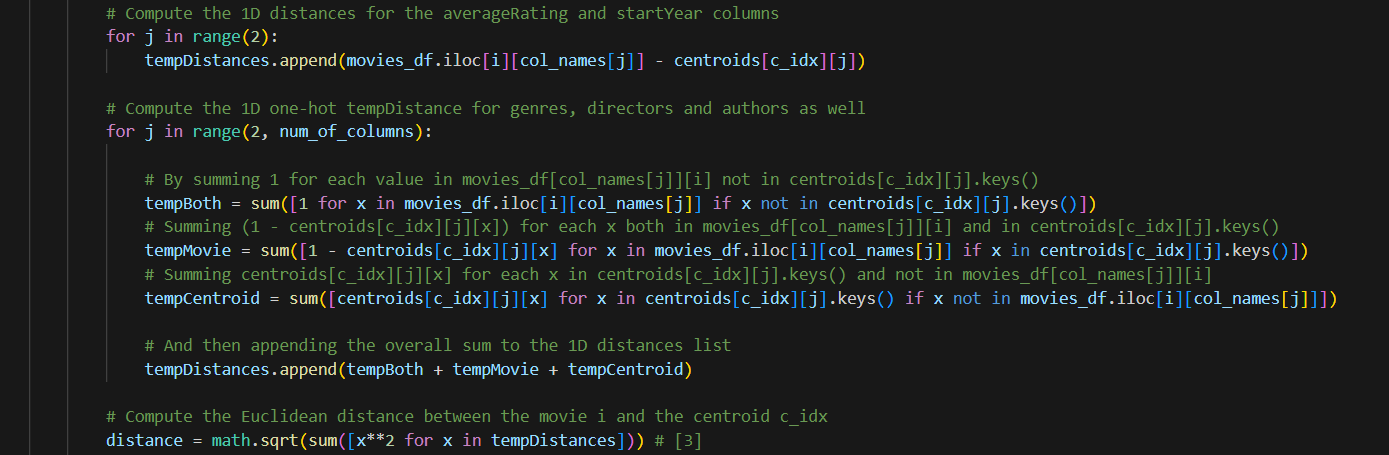 # Compute the 1D distances for the averageRating and startYear columns
for j in range(2):
tempDistances.append(movies_df.iloc[i][col_names[j]] - centroids[c_idx][j])
# Compute the 1D one-hot tempDistance for genres, directors and authors as well
for j in range(2, num_of_columns):
# By summing 1 for each value in movies_df[col_names[j]][i] not in centroids[c_idx][j].keys()
tempBoth = sum([1 for x in movies_df.iloc[i][col_names[j]] if x not in centroids[c_idx][j].keys()])
# Summing (1 - centroids[c_idx][j][x]) for each x both in movies_df[col_names[j]][i] and in centroids[c_idx][j].keys()
tempMovie = sum([1 - centroids[c_idx][j][x] for x in movies_df.iloc[i][col_names[j]] if x in centroids[c_idx][j].keys()])
# Summing centroids[c_idx][j][x] for each x in centroids[c_idx][j].keys() and not in movies_df[col_names[j]][i]
tempCentroid = sum([centroids[c_idx][j][x] for x in centroids[c_idx][j].keys() if x not in movies_df.iloc[i][col_names[j]]])
# And then appending the overall sum to the 1D distances list
tempDistances.append(tempBoth + tempMovie + tempCentroid)
# Compute the Euclidean distance between the movie i and the centroid c_idx
distance = math.sqrt(sum([x**2 for x in tempDistances])) # [3]